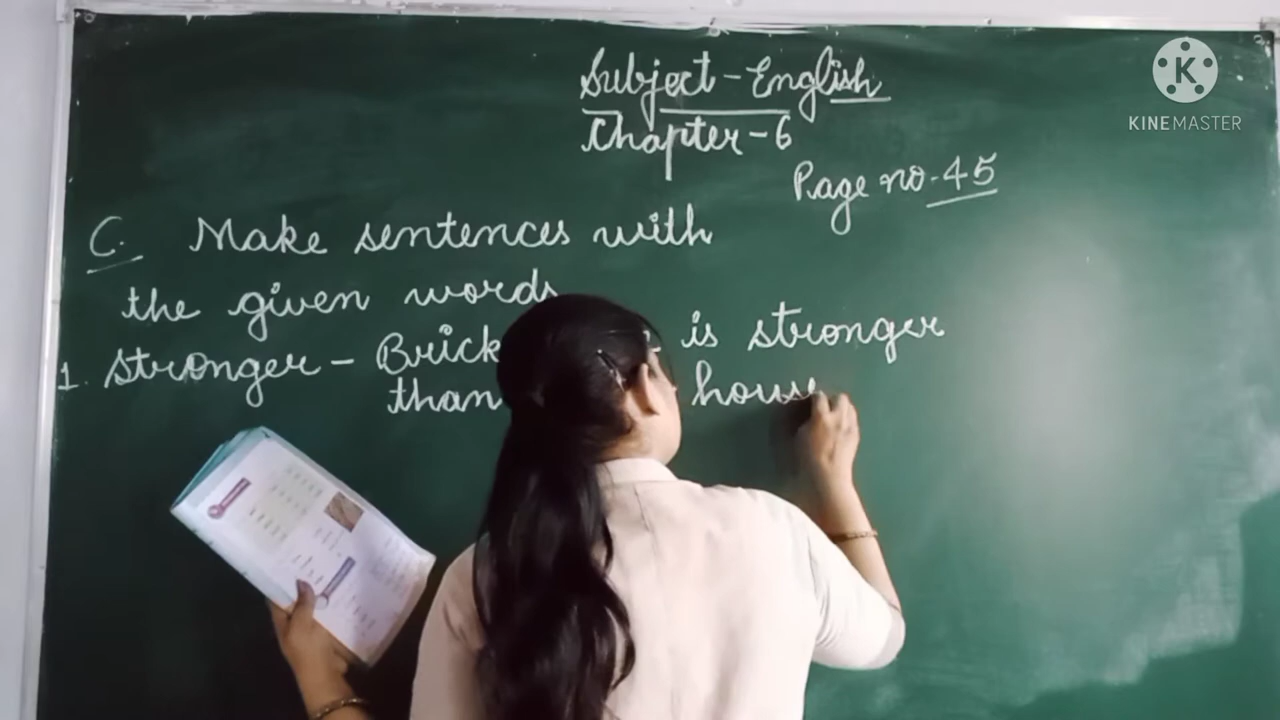 Subject - English
Chapter - 6
Page no. 45
C. Make sentences with
the given words
1. Stronger - Brick is stronger
than house
KINEMASTER